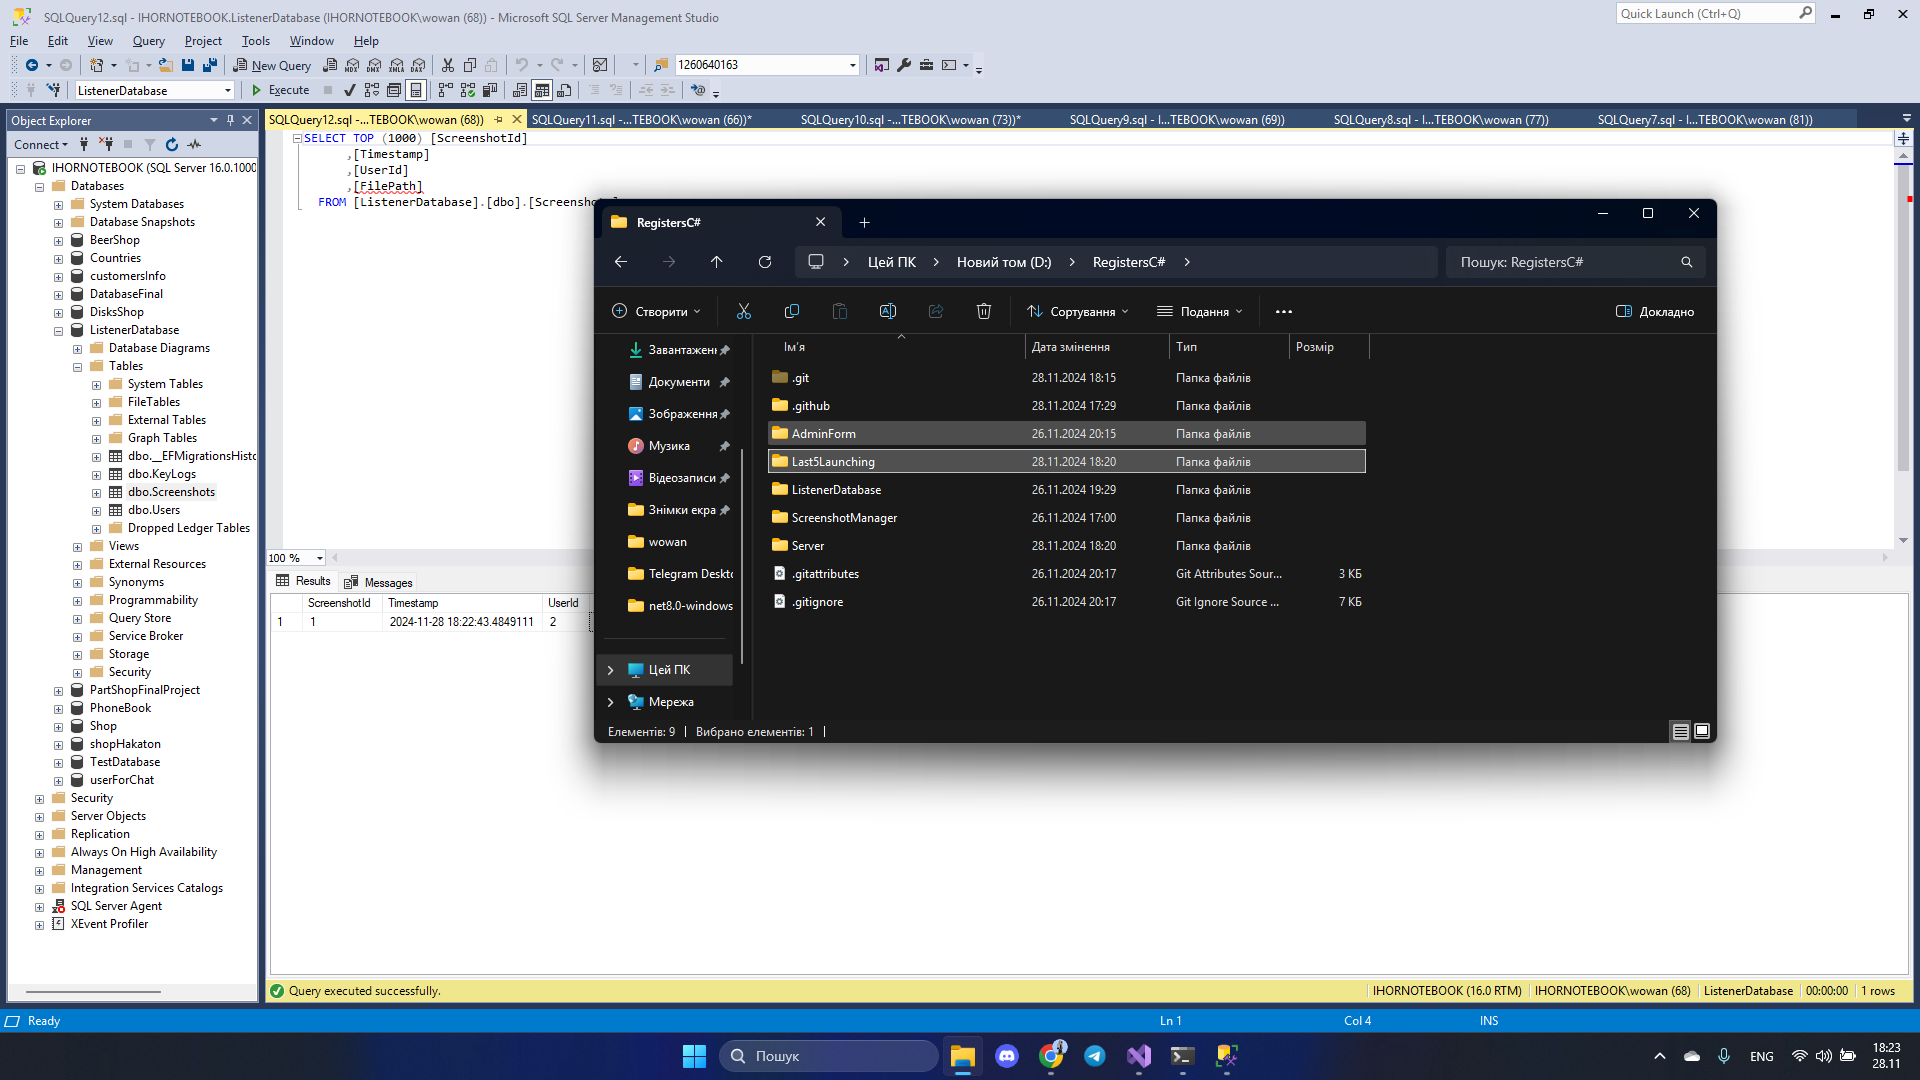 SQLQuery12.sql - IHORNOTEBOOK.ListenerDatabase (IHORNOTEBOOK\wowan (68)) - Microsoft SQL Server Management Studio
Quick Launch (Ctrl+Q)
File Edit View Query Project Tools Window Help
New Query
MDX DMX XMLA DAX
1260640163
ListenerDatabase
Execute
Object Explorer
Connect
SQLQuery12.sql -...TEBOOK\wowan (68))
SQLQuery11.sql -...TEBOOK\wowan (66))*
SQLQuery10.sql -...TEBOOK\wowan (73))*
SQLQuery9.sql - I...TEBOOK\wowan (69))
SQLQuery8.sql - I...TEBOOK\wowan (77))
SQLQuery7.sql - I...TEBOOK\wowan (81))
IHORNOTEBOOK (SQL Server 16.0.1000
Databases
System Databases
Database Snapshots
BeerShop
Countries
customersInfo
DatabaseFinal
DisksShop
ListenerDatabase
Database Diagrams
Tables
System Tables
FileTables
External Tables
Graph Tables
dbo.__EFMigrationsHisto
dbo.KeyLogs
dbo.Screenshots
dbo.Users
Dropped Ledger Tables
Views
External Resources
Synonyms
Programmability
Query Store
Service Broker
Storage
Security
PartShopFinalProject
PhoneBook
Shop
shopHakaton
TestDatabase
userForChat
Security
Server Objects
Replication
Always On High Availability
Management
Integration Services Catalogs
SQL Server Agent
XEvent Profiler
SELECT TOP (1000) [ScreenshotId]
,[Timestamp]
,[UserId]
,[FilePath]
FROM [ListenerDatabase].[dbo].[Screenshots]
100 %
Results Messages
ScreenshotId Timestamp UserId
1 1 2024-11-28 18:22:43.4849111 2
RegistersC#
Цей ПК Новий том (D:) RegistersC#
Пошук: RegistersC#
Створити Сортування Подання Докладно
Завантажен
Документи
Зображення
Музика
Відеозаписи
Знімки екра
wowan
Telegram Deskto
net8.0-windows
Цей ПК
Мережа
Ім'я Дата змінення Тип Розмір
.git 28.11.2024 18:15 Папка файлів
.github 28.11.2024 17:29 Папка файлів
AdminForm 26.11.2024 20:15 Папка файлів
Last5Launching 28.11.2024 18:20 Папка файлів
ListenerDatabase 26.11.2024 19:29 Папка файлів
ScreenshotManager 26.11.2024 17:00 Папка файлів
Server 28.11.2024 18:20 Папка файлів
.gitattributes 26.11.2024 20:17 Git Attributes Sour... 3 КБ
.gitignore 26.11.2024 20:17 Git Ignore Source ... 7 КБ
Елементів: 9 Вибрано елементів: 1
Query executed successfully.
IHORNOTEBOOK (16.0 RTM) IHORNOTEBOOK\wowan (68) ListenerDatabase 00:00:00 1 rows
Ready Ln 1 Col 4 INS
Пошук
ENG
18:23
28.11